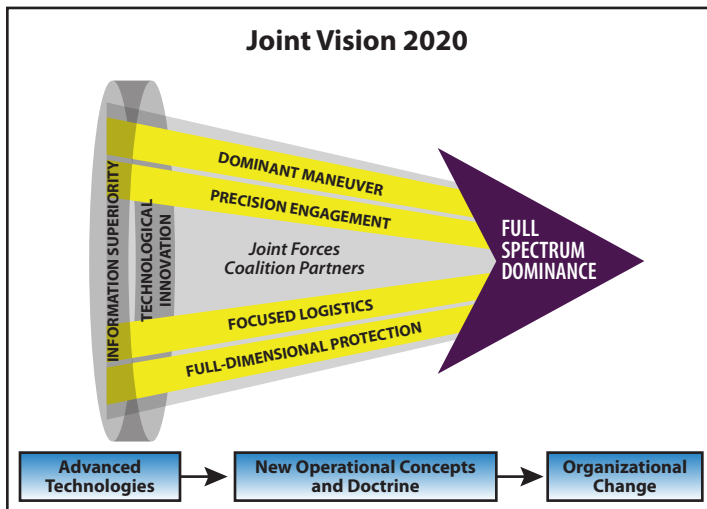 Joint Vision 2020
INFORMATION SUPERIORITY
TECHNOLOGICAL
INNOVATION
DOMINANT MANEUVER
PRECISION ENGAGEMENT
Joint Forces
Coalition Partners
FOCUSED LOGISTICS
FULL-DIMENSIONAL PROTECTION
FULL
SPECTRUM
DOMINANCE
Advanced
Technologies
New Operational Concepts
and Doctrine
Organizational
Change